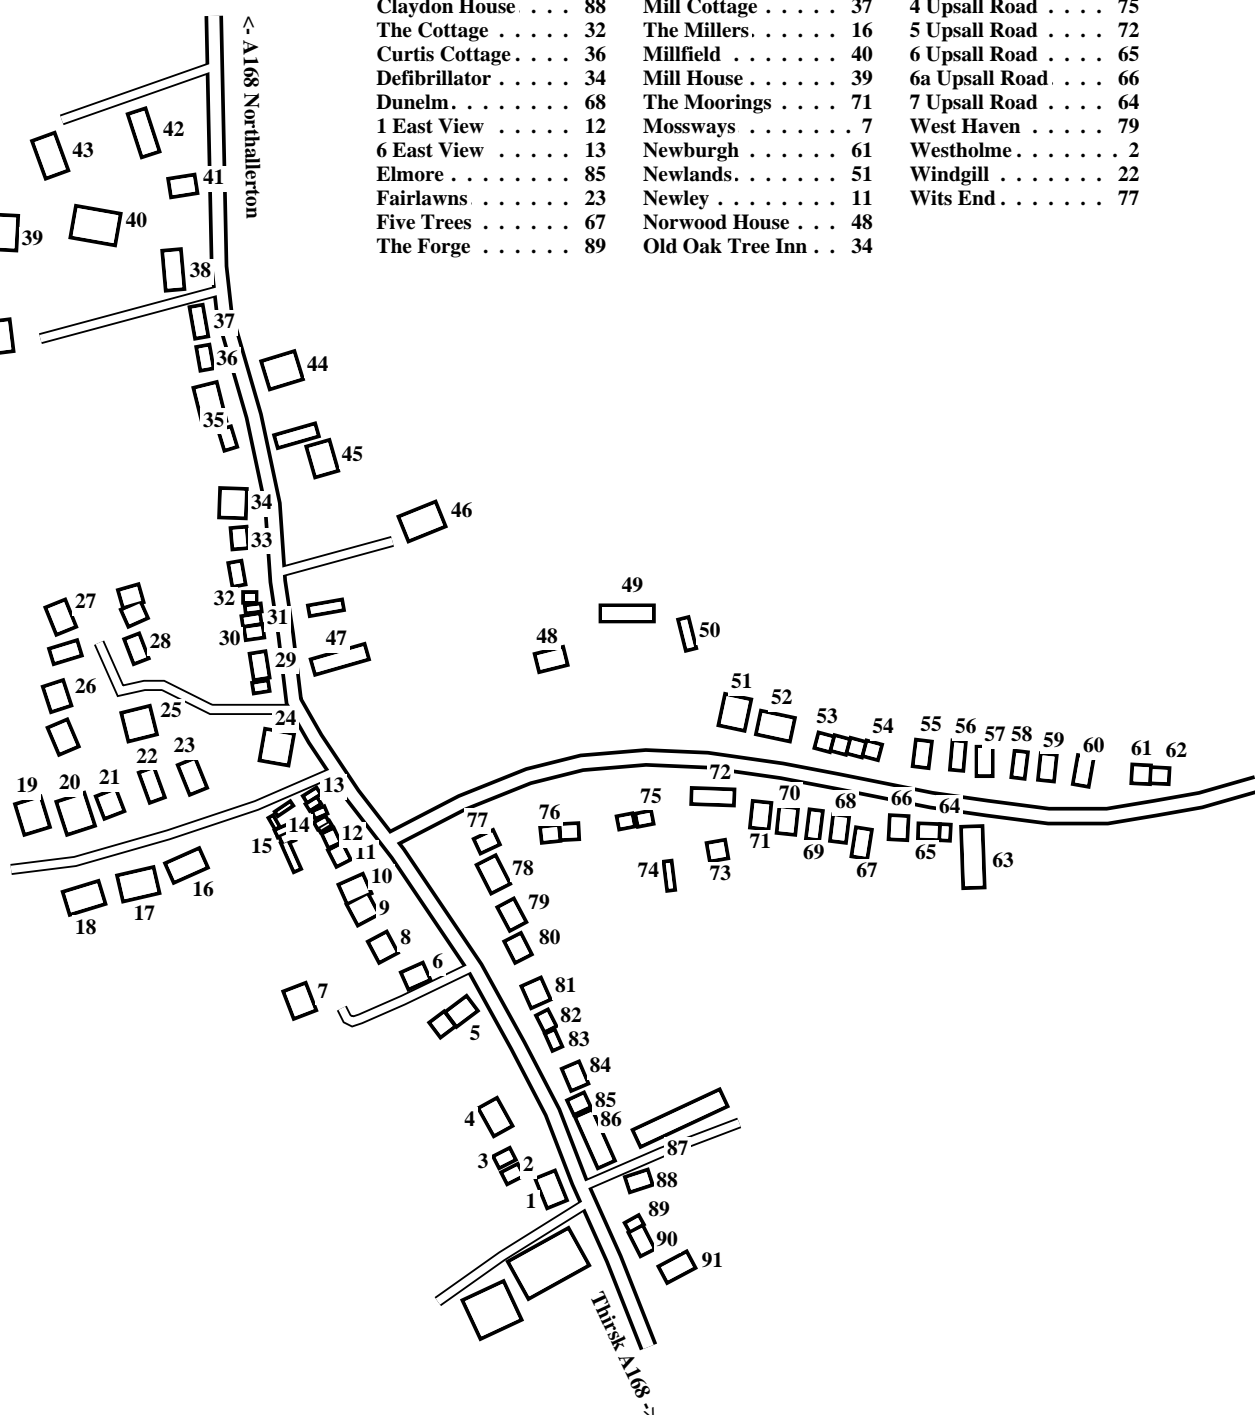 Claydon House . . . . 88
The Cottage . . . . . 32
Curtis Cottage . . . . 36
Defibrillator . . . . . 34
Dunelm . . . . . . . . 68
1 East View . . . . . 12
6 East View . . . . . 13
Elmore . . . . . . . . 85
Fairlawns . . . . . . 23
Five Trees . . . . . . 67
The Forge . . . . . . 89
Mill Cottage . . . . . 37
The Millers . . . . . . 16
Millfield . . . . . . . 40
Mill House . . . . . . 39
The Moorings . . . . 71
Mossways . . . . . . . 7
Newburgh . . . . . . 61
Newlands . . . . . . . 51
Newley . . . . . . . . 11
Norwood House . . . 48
Old Oak Tree Inn . . 34
4 Upsall Road . . . . 75
5 Upsall Road . . . . 72
6 Upsall Road . . . . 65
6a Upsall Road . . . . 66
7 Upsall Road . . . . 64
West Haven . . . . . 79
Westholme . . . . . . . 2
Windgill . . . . . . . 22
Wits End . . . . . . . 77
<- A168 Northallerton
42
43
41
40
39
38
37
36
44
35
45
34
46
33
49
32
27
31
50
30
48
47
28
29
26
51
52
25
24
53
54
55
56
57
58
59
60
61
62
22
23
72
21
20
19
13
75
76
70
68
66
64
77
14
12
15
11
71
69
67
65
63
16
78
74
73
10
17
18
9
79
8
80
6
7
81
82
5
83
84
85
4
86
87
3
2
88
1
89
90
91
Thirsk A168 ->